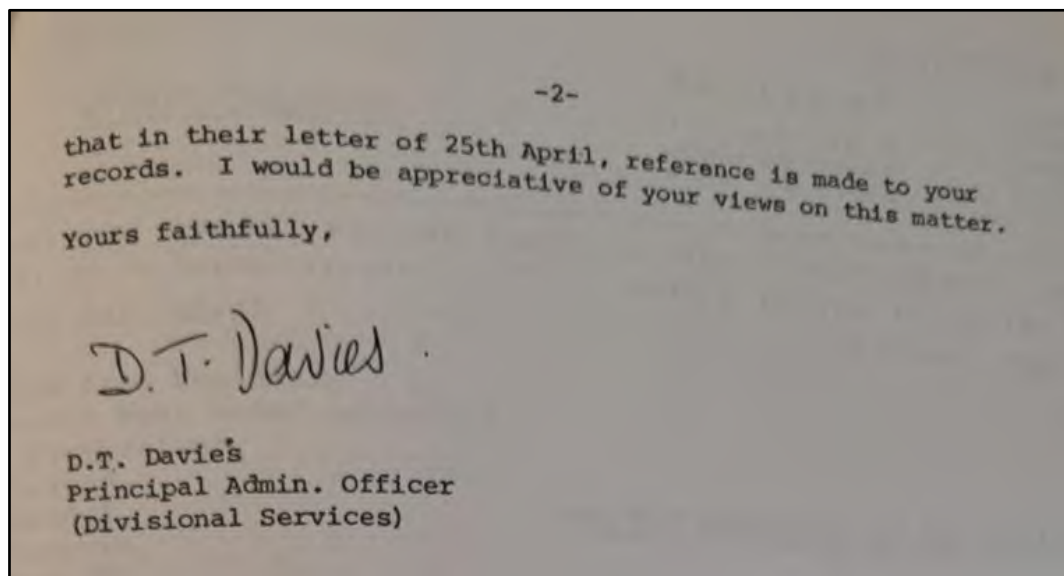 -2-
that in their letter of 25th April, reference is made to your
records. I would be appreciative of your views on this matter.
Yours faithfully,
D.T. Davies.
D.T. Davies
Principal Admin. Officer
(Divisional Services)